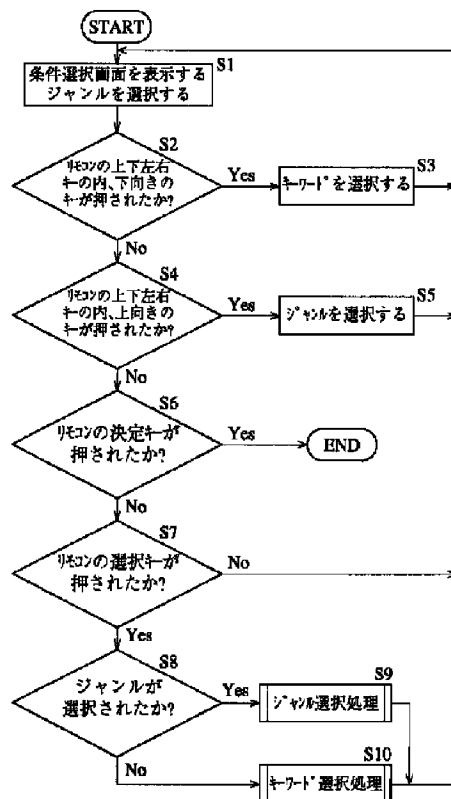 START
S1
条件選択画面を表示する
ジャンルを選択する
S2
リモコンの上下左右
キーの内、下向きの
キーが押されたか?
Yes
S3
キーワードを選択する
No
S4
リモコンの上下左右
キーの内、上向きの
キーが押されたか?
Yes
S5
ジャンルを選択する
No
S6
リモコンの決定キーが
押されたか?
Yes
END
No
S7
リモコンの選択キーが
押されたか?
No
Yes
S8
ジャンルが
選択されたか?
Yes
S9
ジャンル選択処理
No
S10
キーワード選択処理